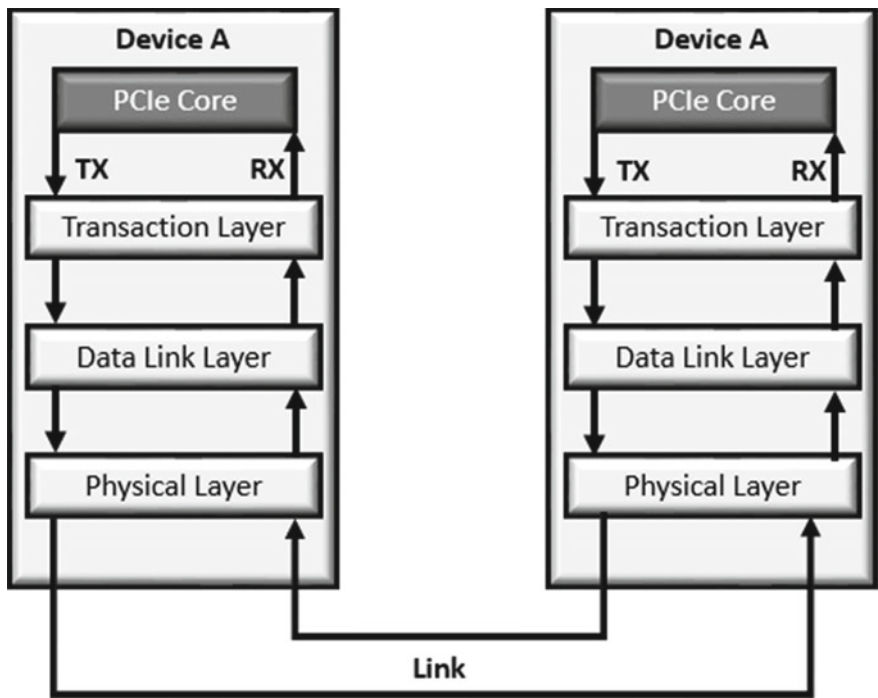 Device A
PCIe Core
TX
RX
Transaction Layer
Data Link Layer
Physical Layer
Device A
PCIe Core
TX
RX
Transaction Layer
Data Link Layer
Physical Layer
Link